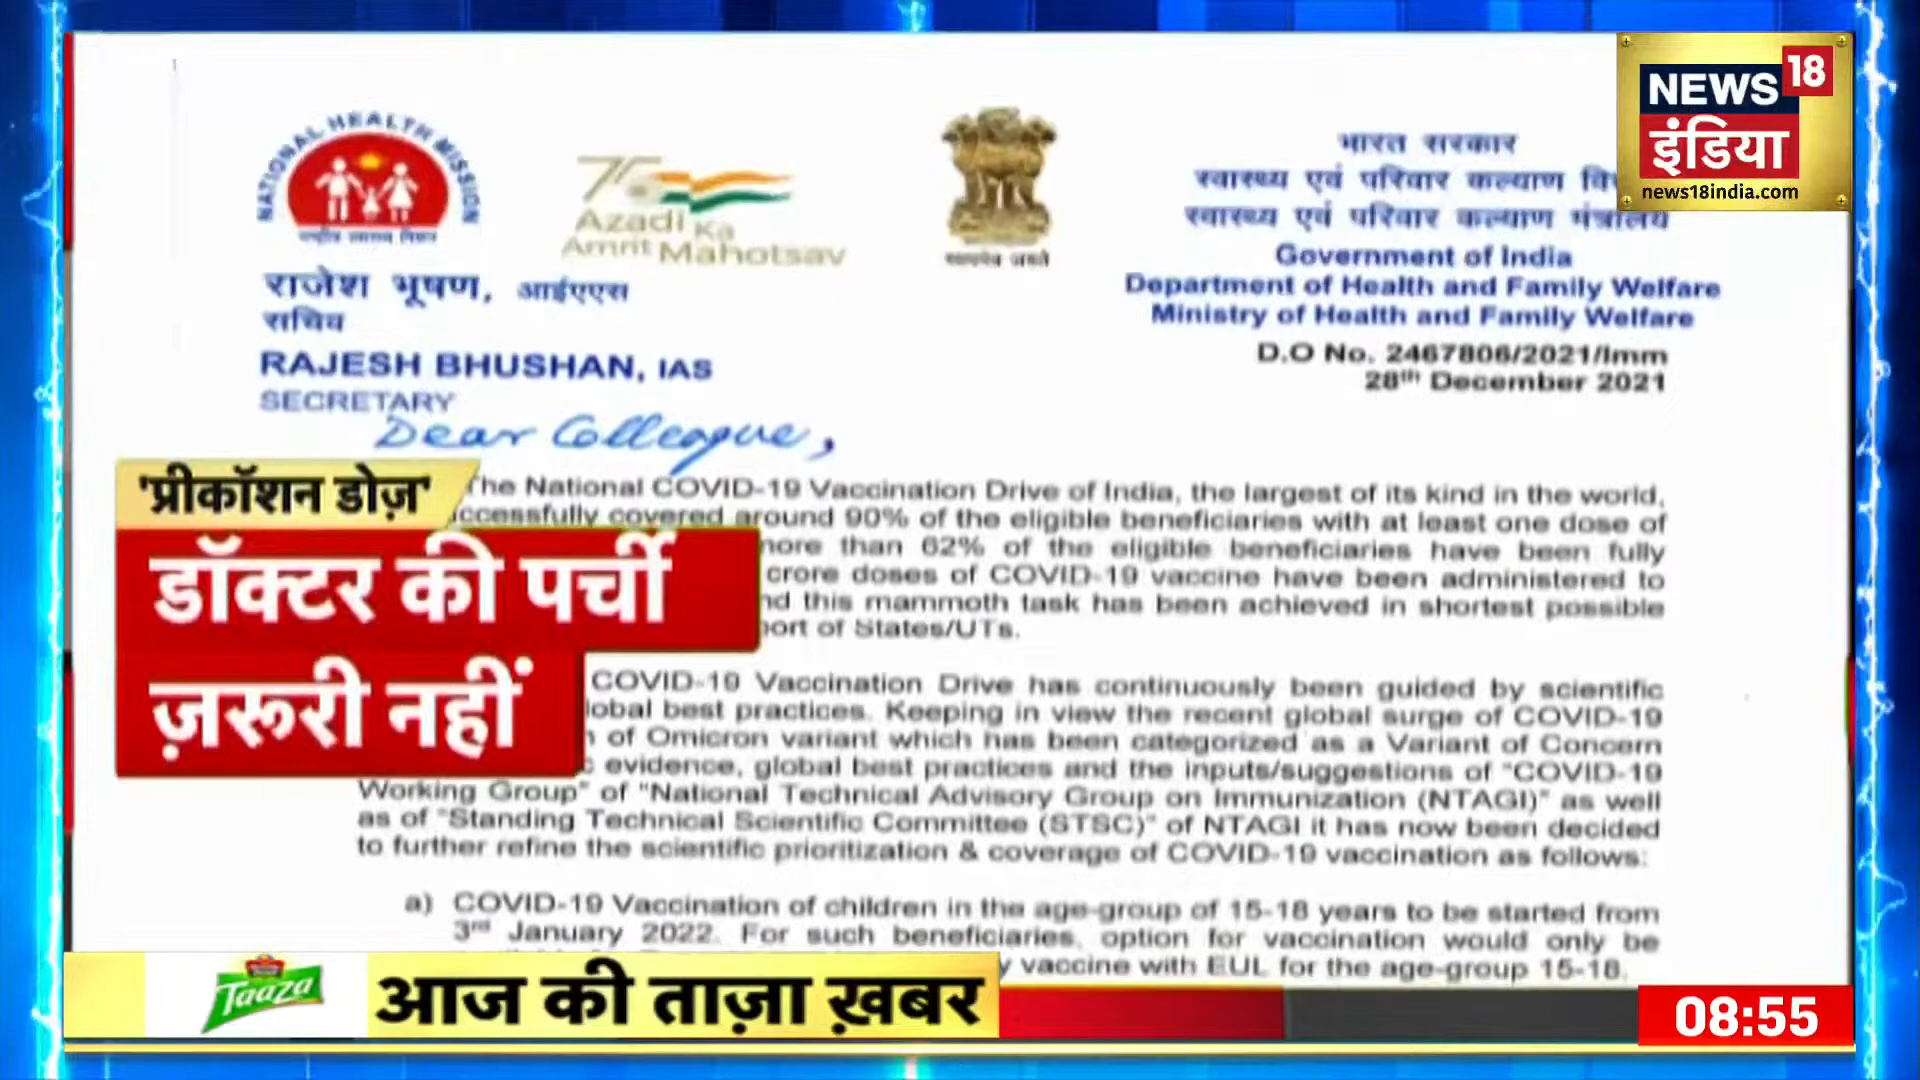 NEWS 18
इंडिया
news18india.com
NATIONAL HEALTH MISSION
राष्ट्रीय स्वास्थ्य मिशन
75
Azadi Ka
Amrit Mahotsav
सत्यमेव जयते
भारत सरकार
स्वास्थ्य एवं परिवार कल्याण
स्वास्थ्य एवं परिवार कल्याण मंत्रालय
Government of India
Department of Health and Family Welfare
Ministry of Health and Family Welfare
D.O No. 2467806/2021/Imm
28th December 2021
राजेश भूषण, आईएएस
सचिव
RAJESH BHUSHAN, IAS
SECRETARY
Dear Colleague,
The National COVID-19 Vaccination Drive of India, the largest of its kind in the world,
covered around 90% of the eligible beneficiaries with at least one dose of
more than 62% of the eligible beneficiaries have been fully
crore doses of COVID-19 vaccine have been administered to
this mammoth task has been achieved in shortest possible
of States/UTs.
COVID-19 Vaccination Drive has continuously been guided by scientific
best practices. Keeping in view the recent global surge of COVID-19
of Omicron variant which has been categorized as a Variant of Concern
evidence, global best practices and the inputs/suggestions of "COVID-19
Working Group" of "National Technical Advisory Group on Immunization (NTAGI)" as well
as of "Standing Technical Scientific Committee (STSC)" of NTAGI it has now been decided
to further refine the scientific prioritization & coverage of COVID-19 vaccination as follows:
a) COVID-19 Vaccination of children in the age-group of 15-18 years to be started from
3rd January 2022. For such beneficiaries, option for vaccination would only be
vaccine with EUL for the age-group 15-18.
'प्रीकॉशन डोज़'
डॉक्टर की पर्ची
ज़रूरी नहीं
Taaza
आज की ताज़ा ख़बर
08:55